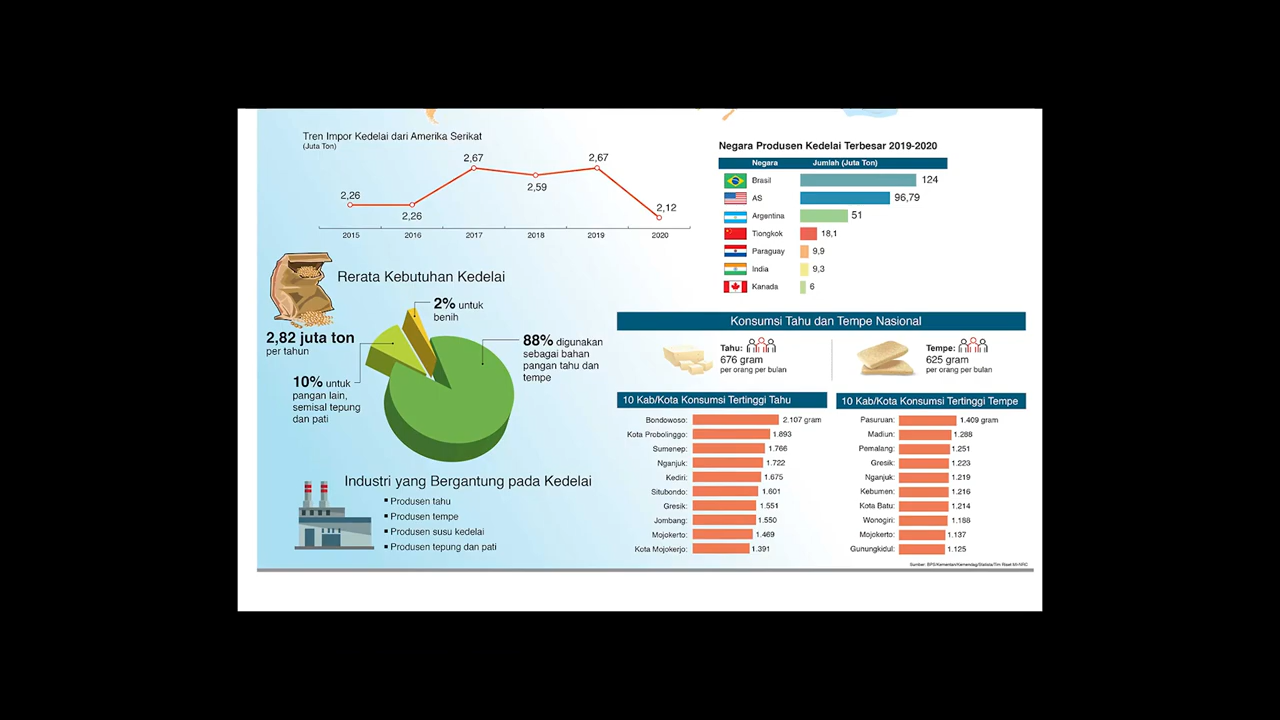 Tren Impor Kedelai dari Amerika Serikat
(Juta Ton)
2,26
2,26
2,67
2,59
2,67
2,12
2015
2016
2017
2018
2019
2020
Negara Produsen Kedelai Terbesar 2019-2020
Negara Jumlah (Juta Ton)
Brasil 124
AS 96,79
Argentina 51
Tiongkok 18,1
Paraguay 9,9
India 9,3
Kanada 6
Rerata Kebutuhan Kedelai
2,82 juta ton
per tahun
2% untuk
benih
88% digunakan
sebagai bahan
pangan tahu dan
tempe
10% untuk
pangan lain,
semisal tepung
dan pati
Industri yang Bergantung pada Kedelai
▪ Produsen tahu
▪ Produsen tempe
▪ Produsen susu kedelai
▪ Produsen tepung dan pati
Konsumsi Tahu dan Tempe Nasional
Tahu:
676 gram
per orang per bulan
Tempe:
625 gram
per orang per bulan
10 Kab/Kota Konsumsi Tertinggi Tahu
Bondowoso: 2.107 gram
Kota Probolinggo: 1.893
Sumenep: 1.766
Nganjuk: 1.722
Kediri: 1.675
Situbondo: 1.601
Gresik: 1.551
Jombang: 1.550
Mojokerto: 1.469
Kota Mojokerjo: 1.391
10 Kab/Kota Konsumsi Tertinggi Tempe
Pasuruan: 1.409 gram
Madiun: 1.288
Pemalang: 1.251
Gresik: 1.223
Nganjuk: 1.219
Kebumen: 1.216
Kota Batu: 1.214
Wonogiri: 1.188
Mojokerto: 1.137
Gunungkidul: 1.125
Sumber: BPS/Kementan/Kemendag/Statista/Tim Riset MI-NRC